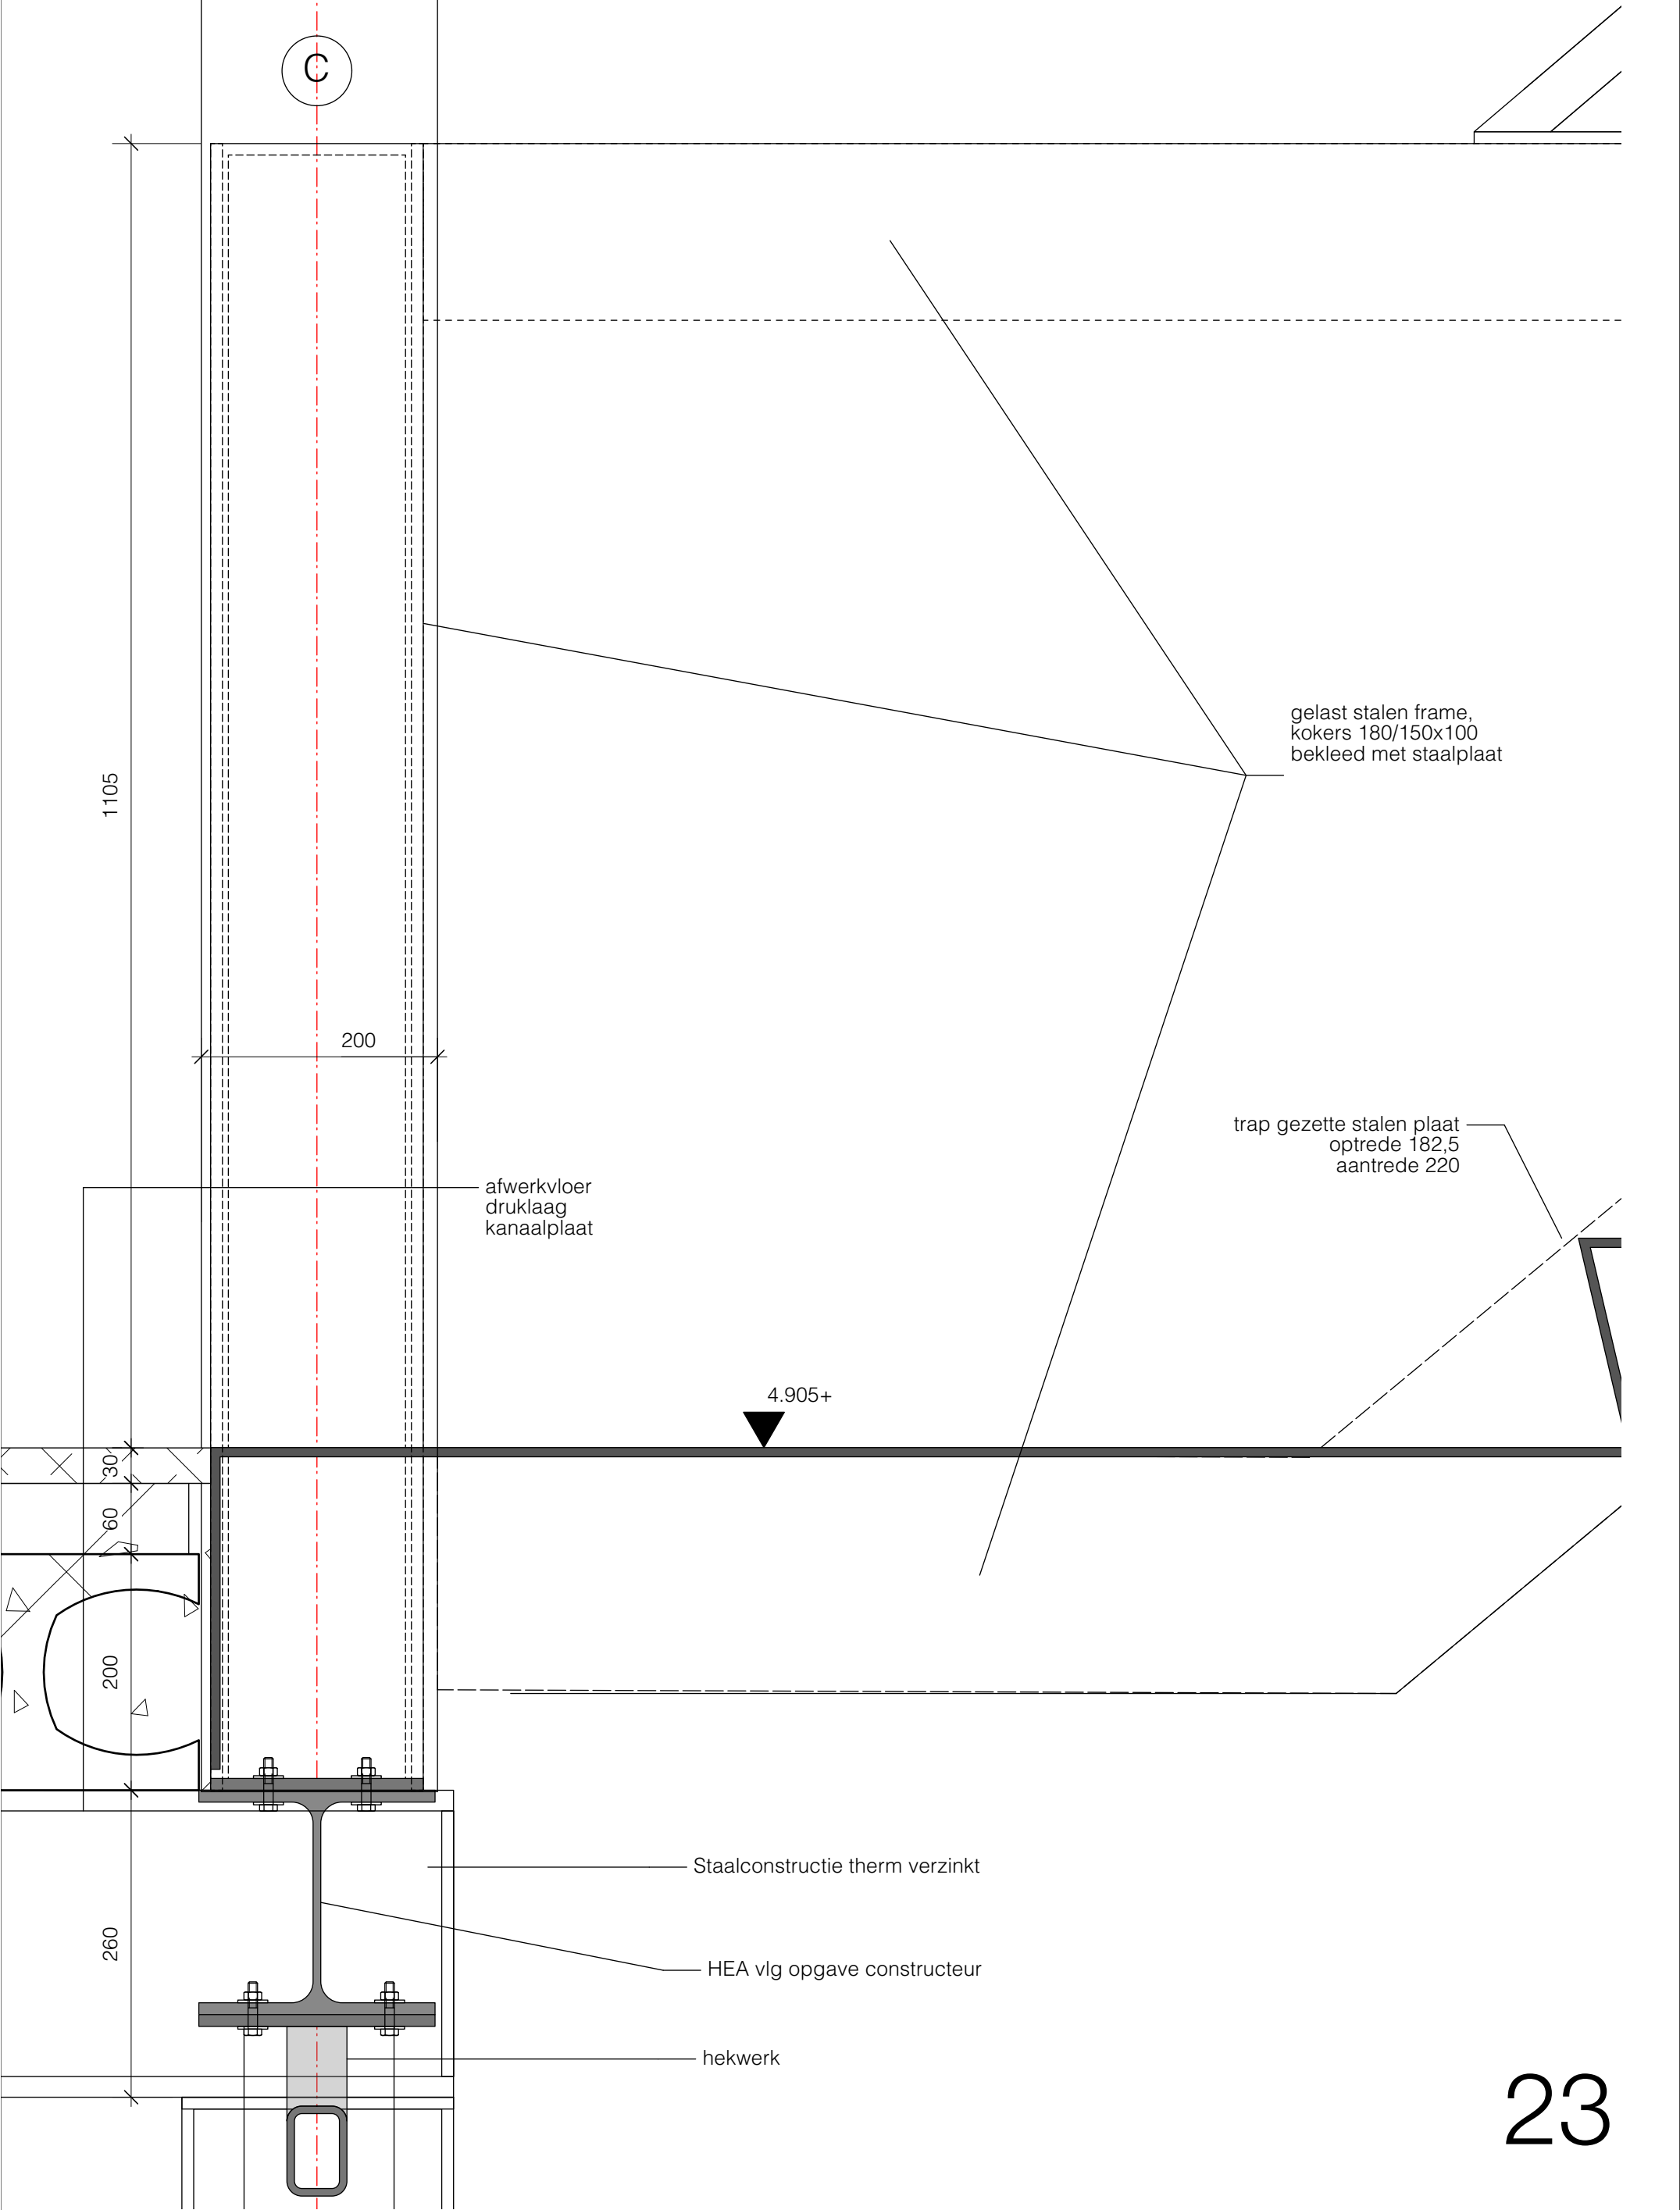 C
1105
gelast stalen frame,
kokers 180/150x100
bekleed met staalplaat
200
trap gezette stalen plaat
optrede 182,5
aantrede 220
afwerkvloer
druklaag
kanaalplaat
4.905+
30
60
200
Staalconstructie therm verzinkt
260
HEA vlg opgave constructeur
hekwerk
23